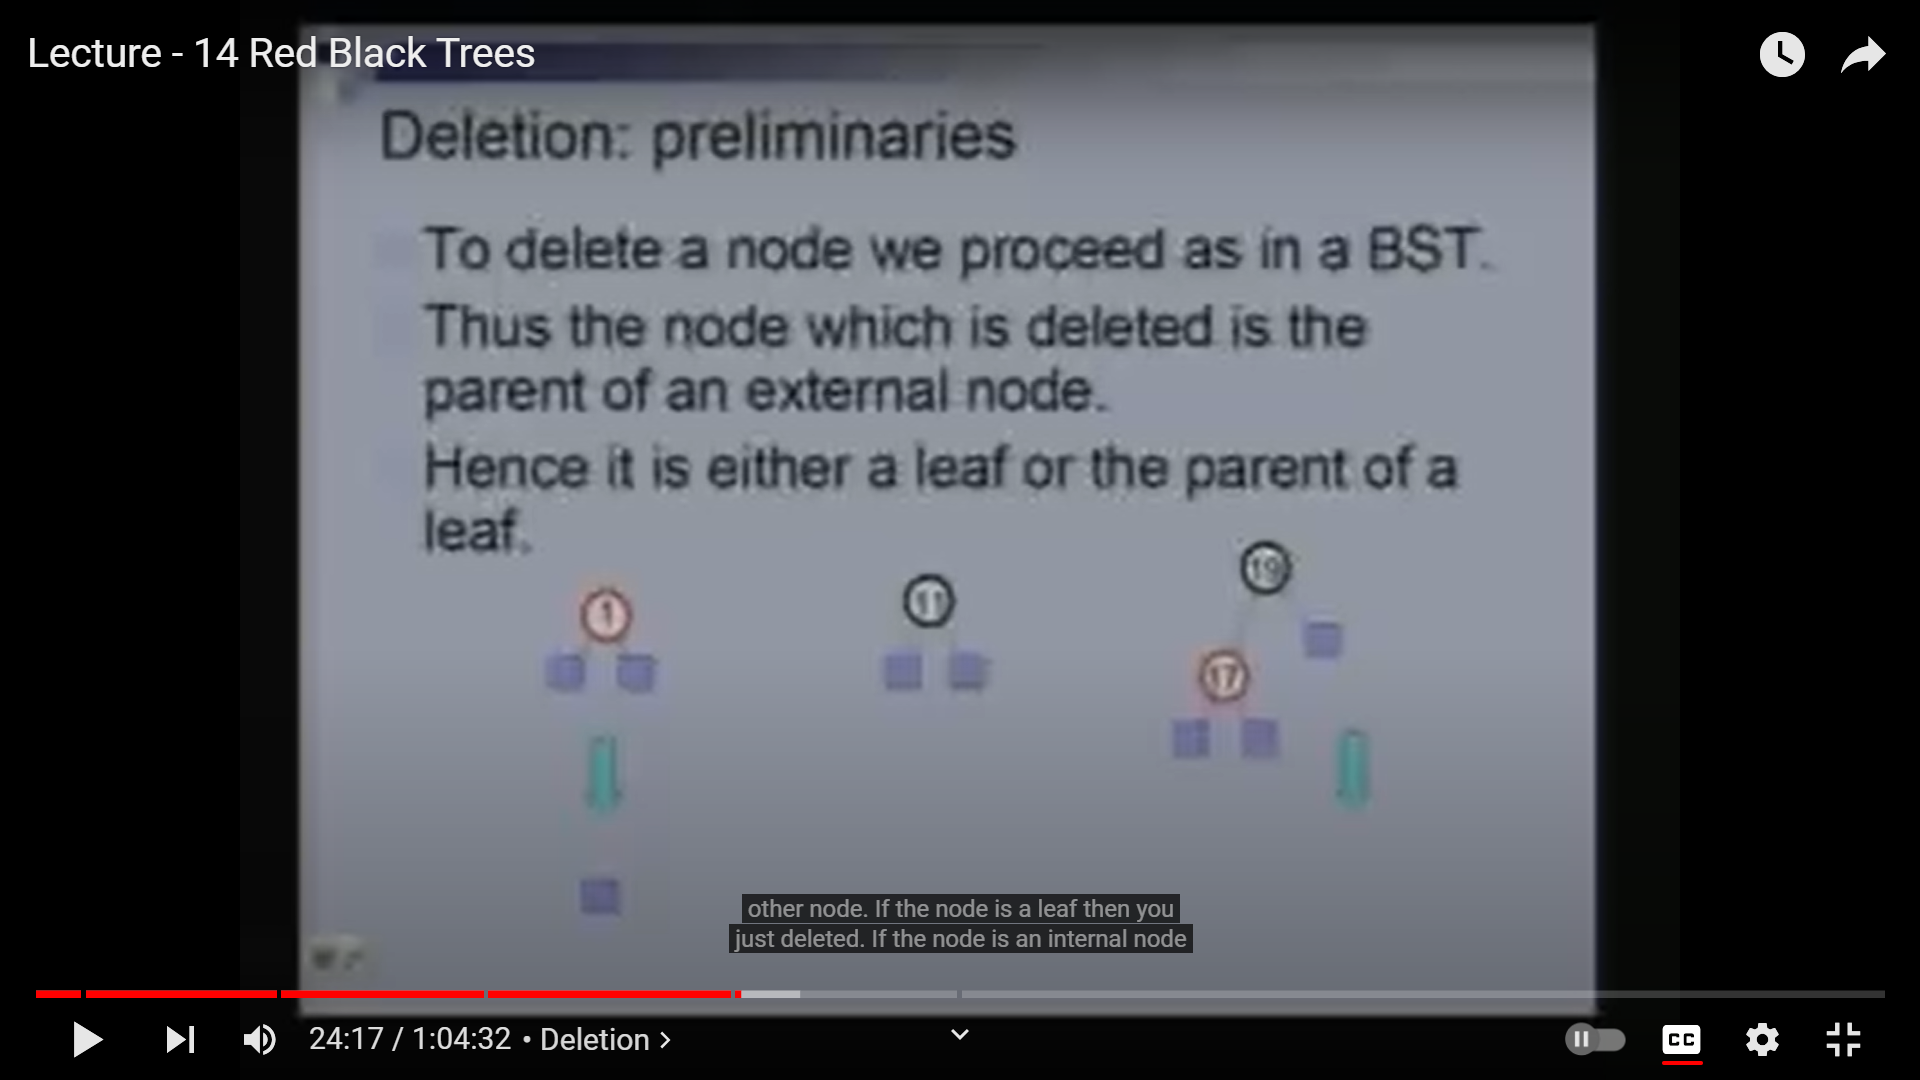 Lecture - 14 Red Black Trees
Deletion: preliminaries
To delete a node we proceed as in a BST.
Thus the node which is deleted is the
parent of an external node.
Hence it is either a leaf or the parent of a
leaf.
19
1
11
17
other node. If the node is a leaf then you
just deleted. If the node is an internal node
24:17 / 1:04:32 • Deletion >
CC